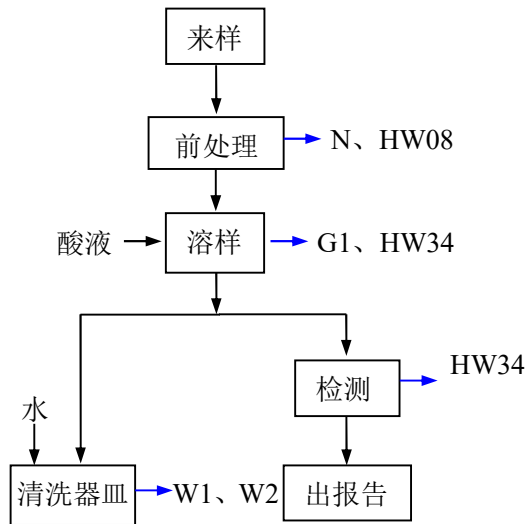 来样
前处理
N、HW08
酸液
溶样
G1、HW34
检测
HW34
水
清洗器皿
W1、W2
出报告